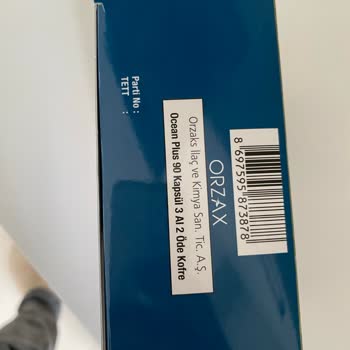 8 697595 873878
ORZAX
Orzaks İlaç ve Kimya San. Tic. A.Ş.
Ocean Plus 90 Kapsül 3 Al 2 Öde Kofre
Parti No :
TETT :